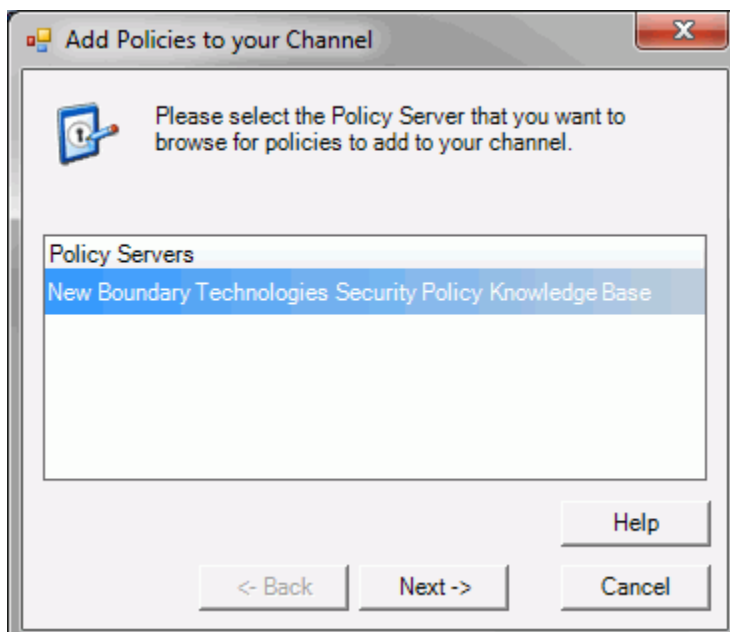 Add Policies to your Channel
X
Please select the Policy Server that you want to
browse for policies to add to your channel.
Policy Servers
New Boundary Technologies Security Policy Knowledge Base
Help
<- Back
Next ->
Cancel